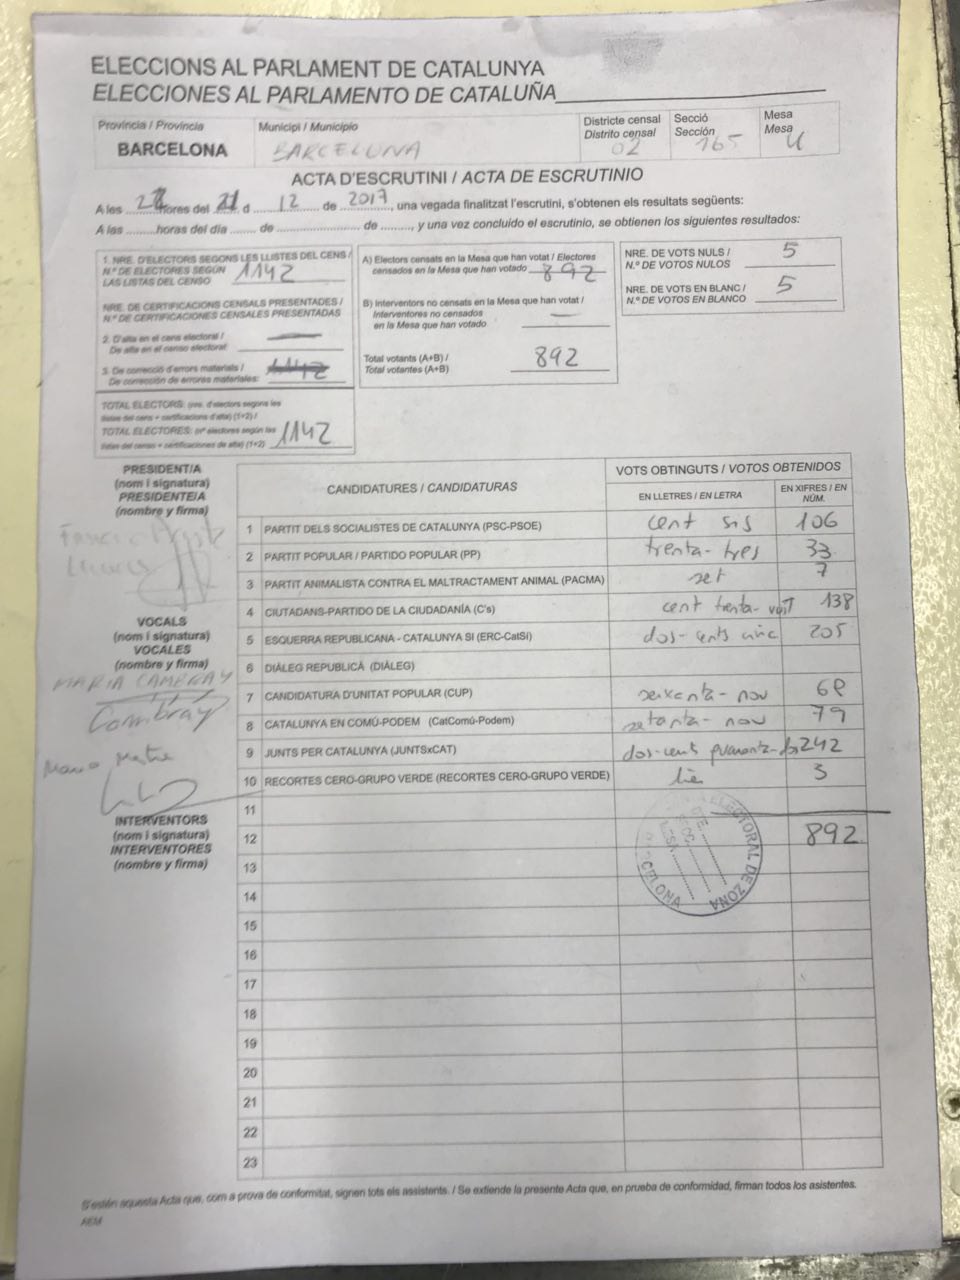 ELECCIONS AL PARLAMENT DE CATALUNYA
ELECCIONES AL PARLAMENTO DE CATALUÑA
Província / Provincia
BARCELONA
Municipi / Municipio
BARCELONA
Districte censal
Distrito censal
02
Secció
Sección
165
Mesa
Mesa
U
ACTA D'ESCRUTINI / ACTA DE ESCRUTINIO
A les ........hores del 21 d ....12.... de ..2017.., una vegada finalitzat l'escrutini, s'obtenen els resultats següents:
A las ........horas del día ....... de ........................ de ........, y una vez concluido el escrutinio, se obtienen los siguientes resultados:
1. NRE. D'ELECTORS SEGONS LES LLISTES DEL CENS /
N.º DE ELECTORES SEGÚN
LAS LISTAS DEL CENSO
1142
NRE. DE CERTIFICACIONS CENSALS PRESENTADES /
N.º DE CERTIFICACIONES CENSALES PRESENTADAS
2. D'alta en el cens electoral /
De alta en el censo electoral:
—
3. De correcció d'errors materials /
De corrección de errores materiales:
1142
TOTAL ELECTORS: (nre. d'electors segons les
llistes del cens + certificacions d'alta) (1+2) /
TOTAL ELECTORES: (nº electores según las
listas del censo + certificaciones de alta) (1+2)
1142
A) Electors censats en la Mesa que han votat / Electores
censados en la Mesa que han votado
892
B) Interventors no censats en la Mesa que han votat /
Interventores no censados
en la Mesa que han votado
—
Total votants (A+B) /
Total votantes (A+B)
892
NRE. DE VOTS NULS /
N.º DE VOTOS NULOS
5
NRE. DE VOTS EN BLANC /
N.º DE VOTOS EN BLANCO
5
PRESIDENT/A
(nom i signatura)
PRESIDENTE/A
(nombre y firma)
VOCALS
(nom i signatura)
VOCALES
(nombre y firma)
MARIA CAMBRAY
Cambray
INTERVENTORS
(nom i signatura)
INTERVENTORES
(nombre y firma)
CANDIDATURES / CANDIDATURAS
VOTS OBTINGUTS / VOTOS OBTENIDOS
EN LLETRES / EN LETRA
EN XIFRES / EN NÚM.
1 PARTIT DELS SOCIALISTES DE CATALUNYA (PSC-PSOE) cent sis 106
2 PARTIT POPULAR / PARTIDO POPULAR (PP) trenta-tres 33
3 PARTIT ANIMALISTA CONTRA EL MALTRACTAMENT ANIMAL (PACMA) set 7
4 CIUTADANS-PARTIDO DE LA CIUDADANÍA (C's) cent trenta-vuit 138
5 ESQUERRA REPUBLICANA - CATALUNYA SÍ (ERC-CatSí) dos-cents cinc 205
6 DIÀLEG REPUBLICÀ (DIÀLEG)
7 CANDIDATURA D'UNITAT POPULAR (CUP) seixanta-nou 69
8 CATALUNYA EN COMÚ-PODEM (CatComú-Podem) setanta-nou 79
9 JUNTS PER CATALUNYA (JUNTSxCAT) dos-cents quaranta-dos 242
10 RECORTES CERO-GRUPO VERDE (RECORTES CERO-GRUPO VERDE) 3
11
12 892
13
14
15
16
17
18
19
20
21
22
23
ELECTORAL DE ZONA
S'estén aquesta Acta que, com a prova de conformitat, signen tots els assistents. / Se extiende la presente Acta que, en prueba de conformidad, firman todos los asistentes.